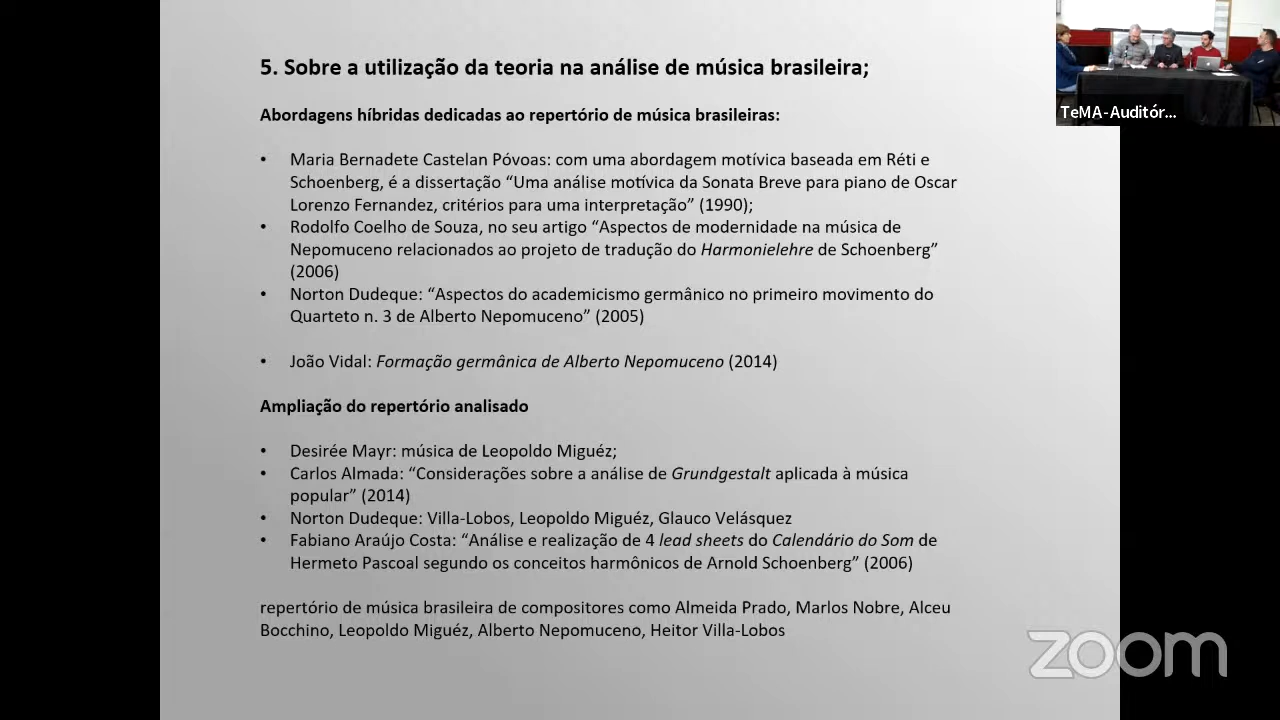 5. Sobre a utilização da teoria na análise de música brasileira;
TeMA-Auditór...
Abordagens híbridas dedicadas ao repertório de música brasileiras:
• Maria Bernadete Castelan Póvoas: com uma abordagem motívica baseada em Réti e
Schoenberg, é a dissertação “Uma análise motívica da Sonata Breve para piano de Oscar
Lorenzo Fernandez, critérios para uma interpretação” (1990);
• Rodolfo Coelho de Souza, no seu artigo “Aspectos de modernidade na música de
Nepomuceno relacionados ao projeto de tradução do Harmonielehre de Schoenberg”
(2006)
• Norton Dudeque: “Aspectos do academicismo germânico no primeiro movimento do
Quarteto n. 3 de Alberto Nepomuceno” (2005)
• João Vidal: Formação germânica de Alberto Nepomuceno (2014)
Ampliação do repertório analisado
• Desirée Mayr: música de Leopoldo Miguéz;
• Carlos Almada: “Considerações sobre a análise de Grundgestalt aplicada à música
popular” (2014)
• Norton Dudeque: Villa-Lobos, Leopoldo Miguéz, Glauco Velásquez
• Fabiano Araújo Costa: “Análise e realização de 4 lead sheets do Calendário do Som de
Hermeto Pascoal segundo os conceitos harmônicos de Arnold Schoenberg” (2006)
repertório de música brasileira de compositores como Almeida Prado, Marlos Nobre, Alceu
Bocchino, Leopoldo Miguéz, Alberto Nepomuceno, Heitor Villa-Lobos
zoom